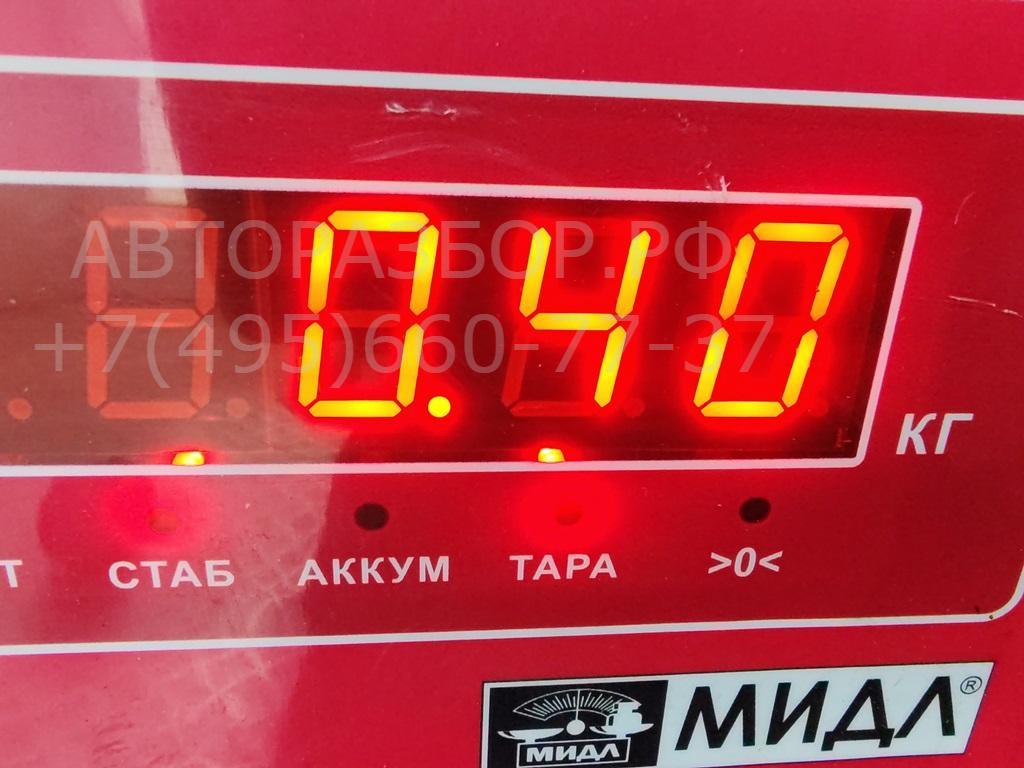 АВТОРАЗБОР.РФ
0.40
+7(495)660-77-37
КГ
Т СТАБ АККУМ ТАРА >0<
МИДЛ МИДЛ®